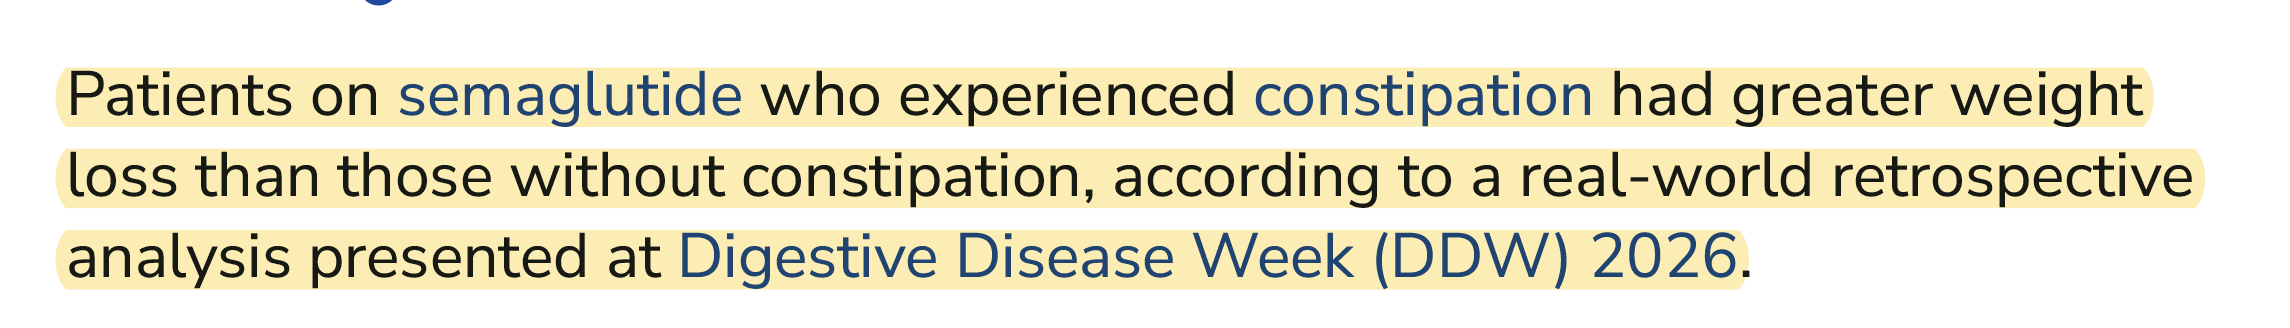 Patients on semaglutide who experienced constipation had greater weight
loss than those without constipation, according to a real-world retrospective
analysis presented at Digestive Disease Week (DDW) 2026.